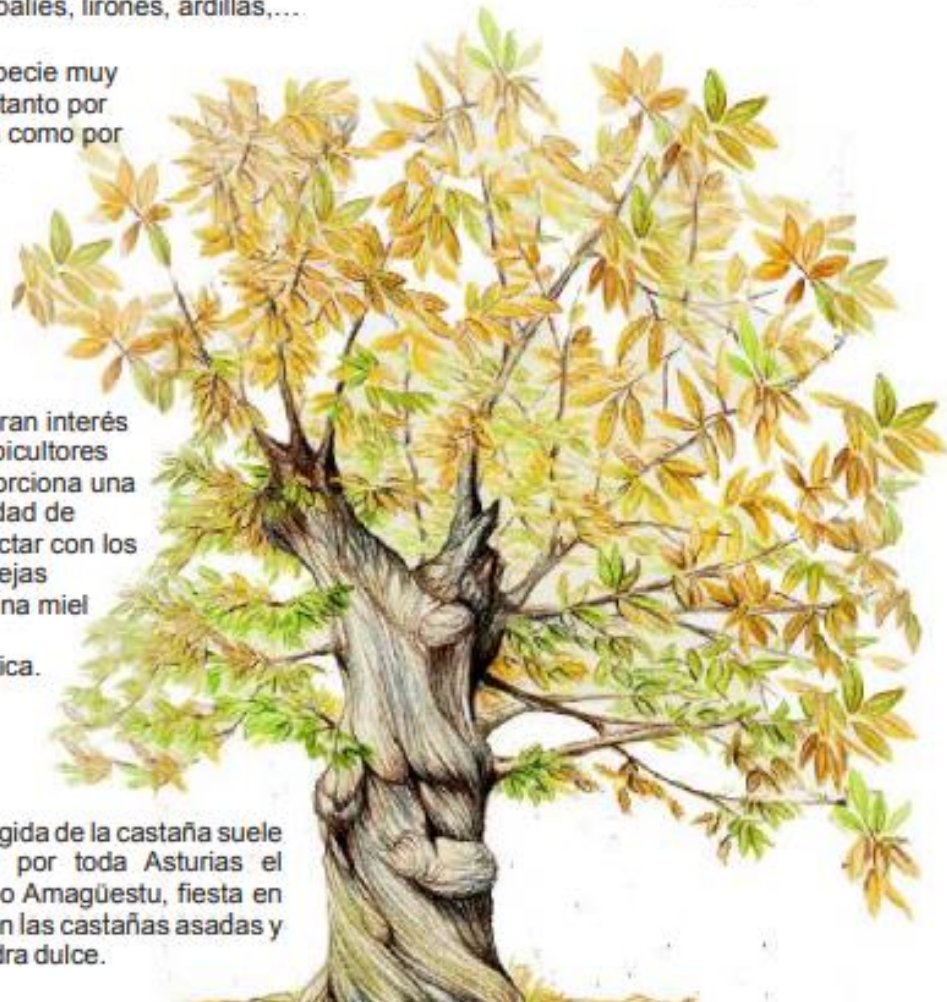 balíes, lirones, ardillas,...
pecie muy
tanto por
como por
ran interés
picultores
orciona una
dad de
ctar con los
ejas
na miel
ica.
gida de la castaña suele
por toda Asturias el
o Amagüestu, fiesta en
n las castañas asadas y
dra dulce.